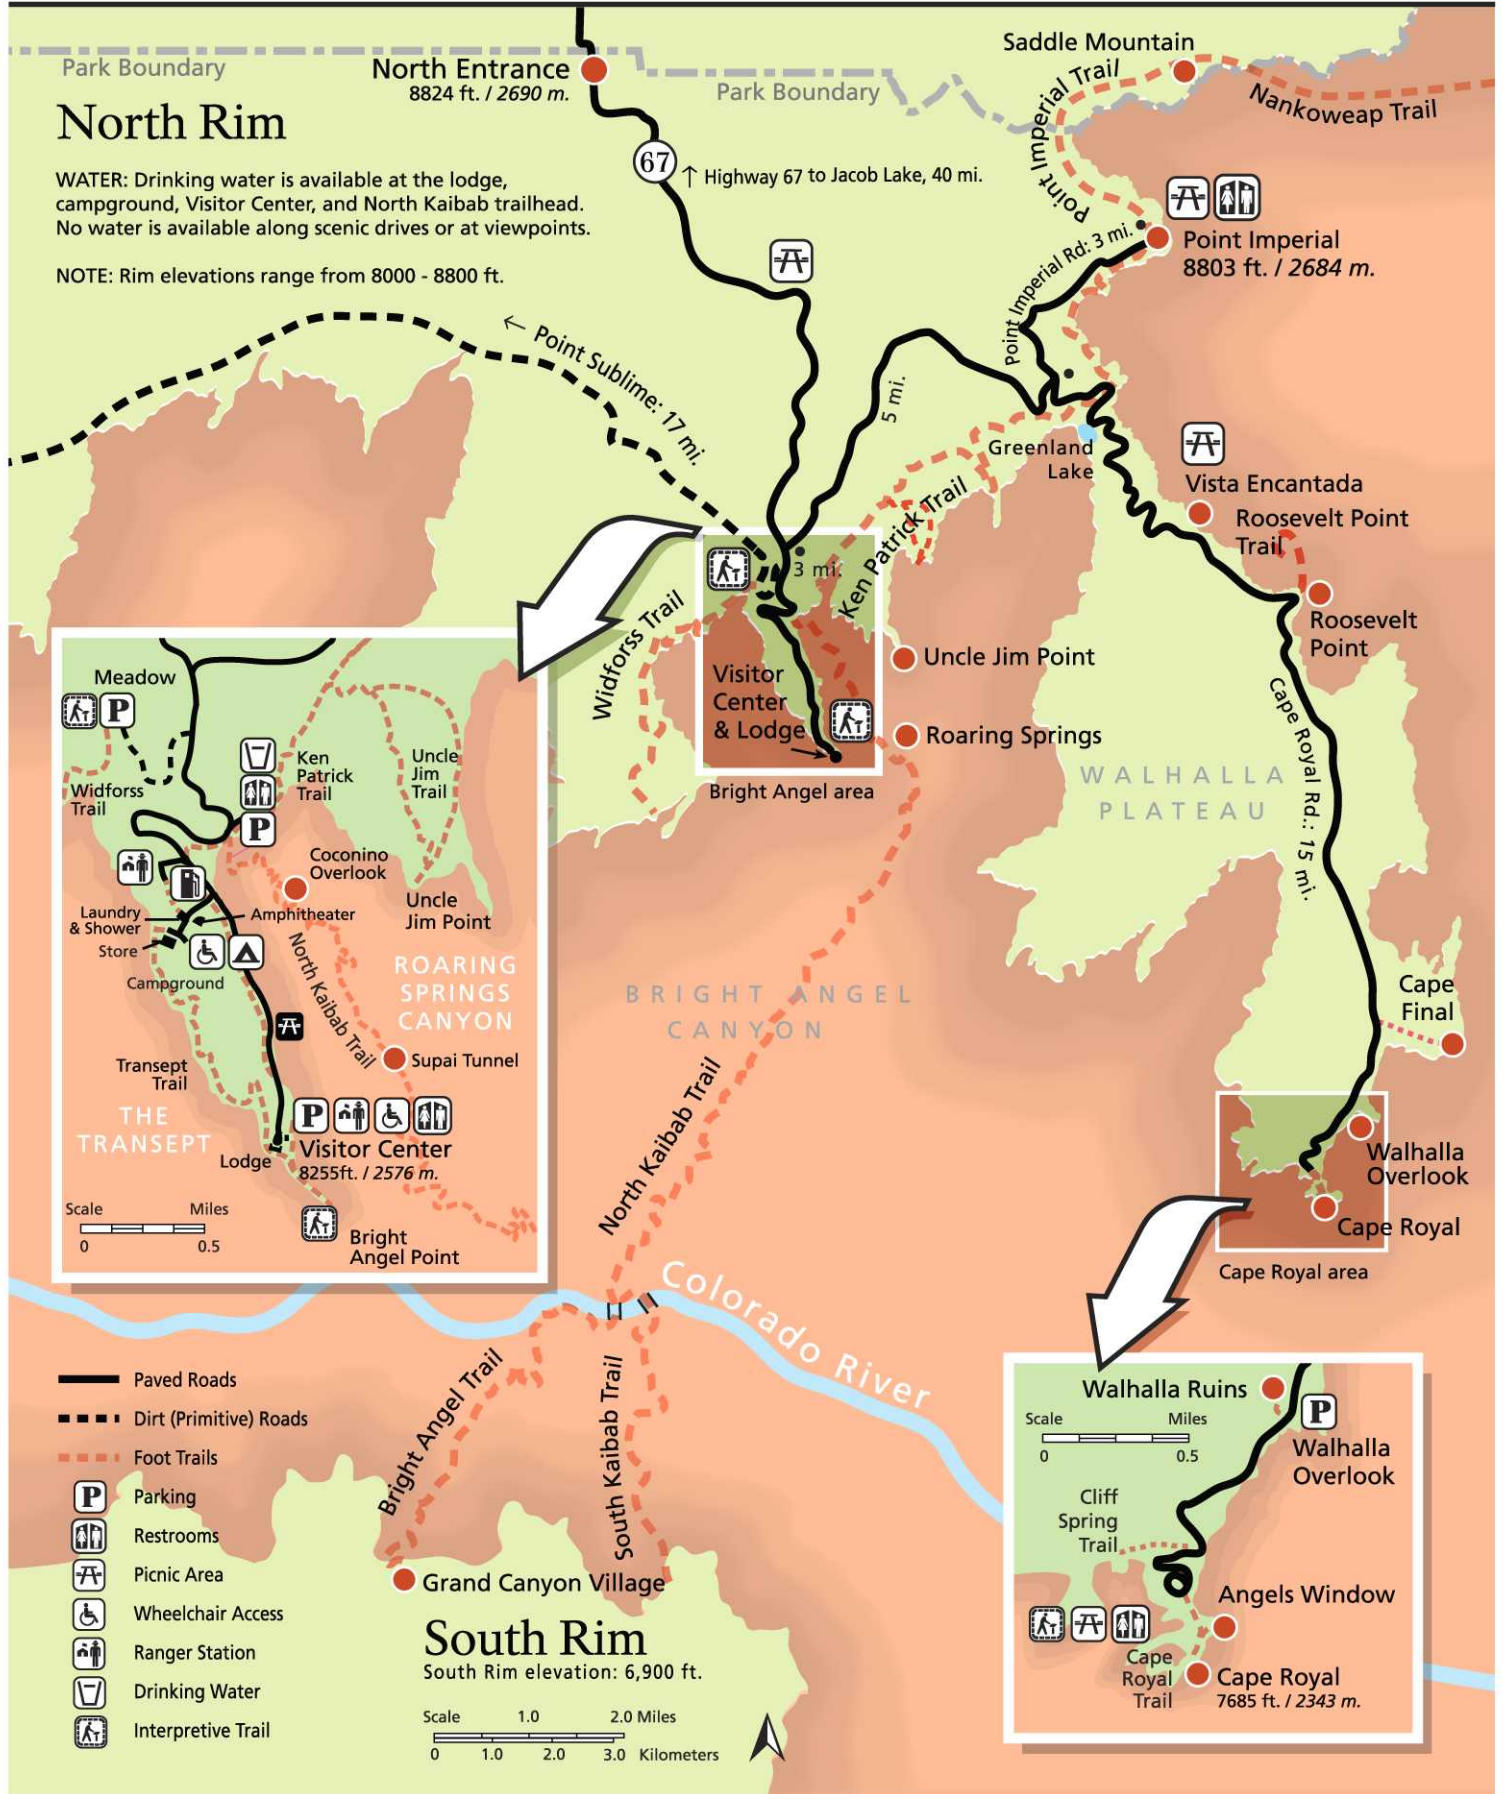 Park Boundary
North Entrance
8824 ft. / 2690 m.
Park Boundary
Saddle Mountain
Point Imperial Trail
Nankoweap Trail
North Rim
67
↑ Highway 67 to Jacob Lake, 40 mi.
WATER: Drinking water is available at the lodge,
campground, Visitor Center, and North Kaibab trailhead.
No water is available along scenic drives or at viewpoints.
NOTE: Rim elevations range from 8000 - 8800 ft.
Point Imperial
8803 ft. / 2684 m.
Point Imperial Rd: 3 mi.
← Point Sublime: 17 mi.
5 mi.
Greenland
Lake
Vista Encantada
Roosevelt Point
Trail
Roosevelt
Point
Ken Patrick Trail
3 mi.
Widforss Trail
Visitor
Center
& Lodge
Bright Angel area
Uncle Jim Point
Roaring Springs
WALHALLA
PLATEAU
Cape Royal Rd.: 15 mi.
Cape
Final
Walhalla
Overlook
Cape Royal
Cape Royal area
BRIGHT ANGEL
CANYON
North Kaibab Trail
Meadow
P
Widforss
Trail
Ken
Patrick
Trail
Uncle
Jim
Trail
P
Coconino
Overlook
Uncle
Jim Point
Laundry
& Shower
Amphitheater
Store
Campground
North Kaibab Trail
ROARING
SPRINGS
CANYON
Supai Tunnel
Transept
Trail
THE
TRANSEPT
P
Visitor Center
8255ft. / 2576 m.
Lodge
Scale Miles
0 0.5
Bright
Angel Point
Colorado River
Bright Angel Trail
South Kaibab Trail
Grand Canyon Village
South Rim
South Rim elevation: 6,900 ft.
Scale 1.0 2.0 Miles
0 1.0 2.0 3.0 Kilometers
Paved Roads
Dirt (Primitive) Roads
Foot Trails
P Parking
Restrooms
Picnic Area
Wheelchair Access
Ranger Station
Drinking Water
Interpretive Trail
Walhalla Ruins
Scale Miles
0 0.5
P
Walhalla
Overlook
Cliff
Spring
Trail
Angels Window
Cape
Royal
Trail
Cape Royal
7685 ft. / 2343 m.